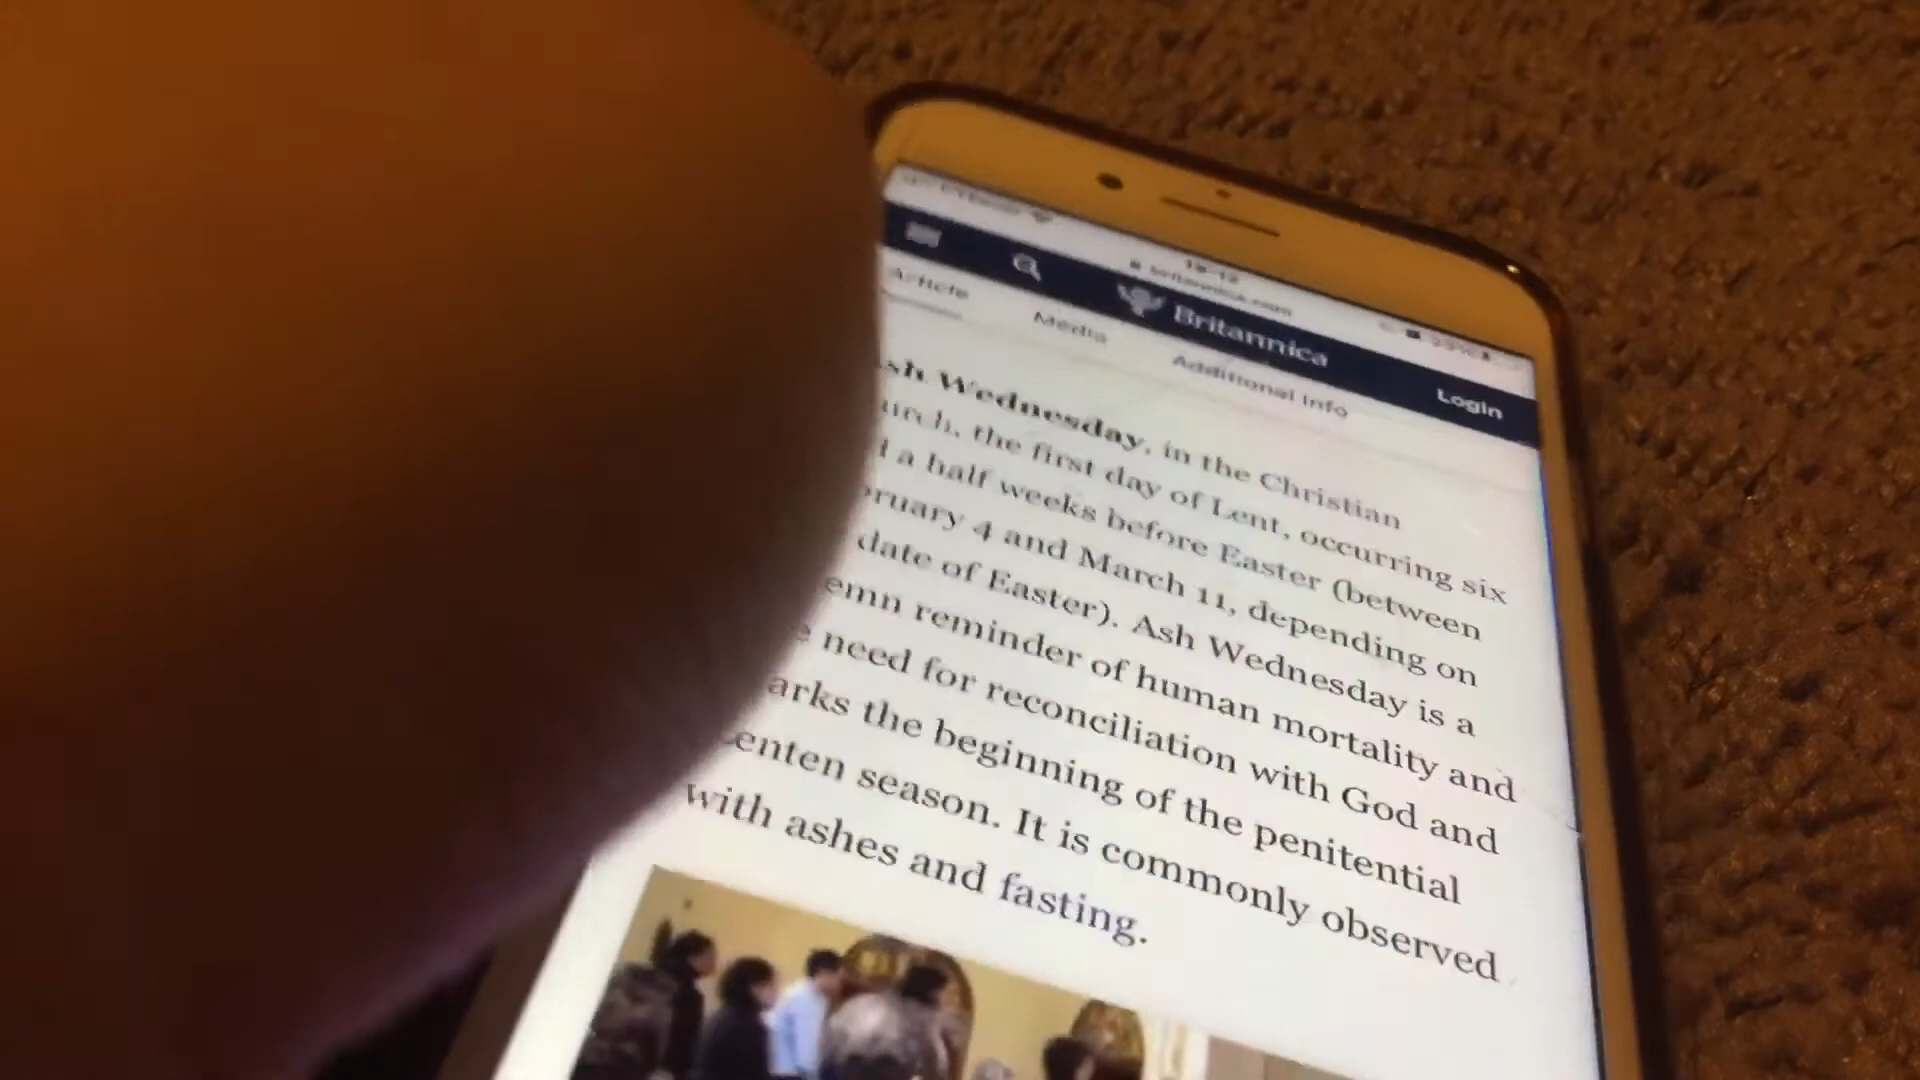 Britannica
Login
Article
Media
Additional Info
Wednesday, in the Christian
the first day of Lent, occurring six
a half weeks before Easter (between
4 and March 11, depending on
date of Easter). Ash Wednesday is a
reminder of human mortality and
need for reconciliation with God and
the beginning of the penitential
season. It is commonly observed
with ashes and fasting.